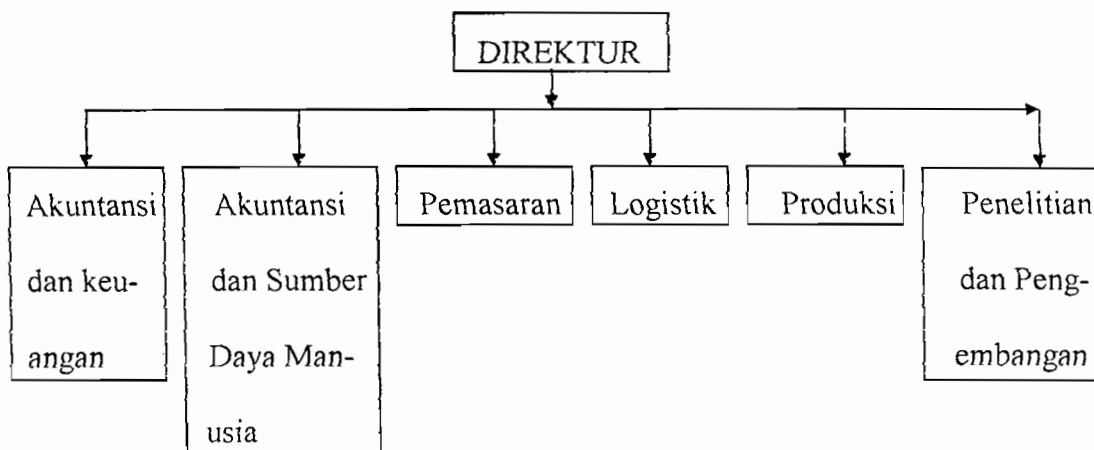 DIREKTUR
Akuntansi
dan keu-
angan
Akuntansi
dan Sumber
Daya Man-
usia
Pemasaran
Logistik
Produksi
Penelitian
dan Peng-
embangan